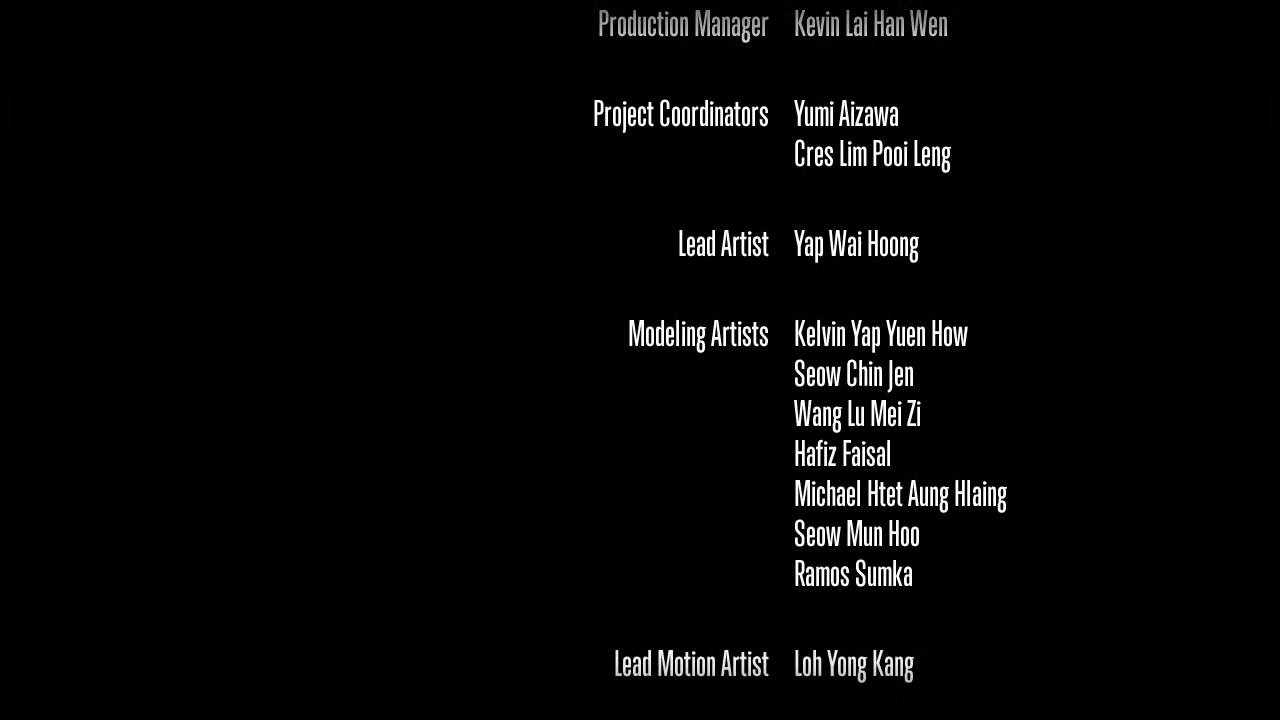 Production Manager Kevin Lai Han Wen
Project Coordinators Yumi Aizawa
Cres Lim Pooi Leng
Lead Artist Yap Wai Hoong
Modeling Artists Kelvin Yap Yuen How
Seow Chin Jen
Wang Lu Mei Zi
Hafiz Faisal
Michael Htet Aung Hlaing
Seow Mun Hoo
Ramos Sumka
Lead Motion Artist Loh Yong Kang